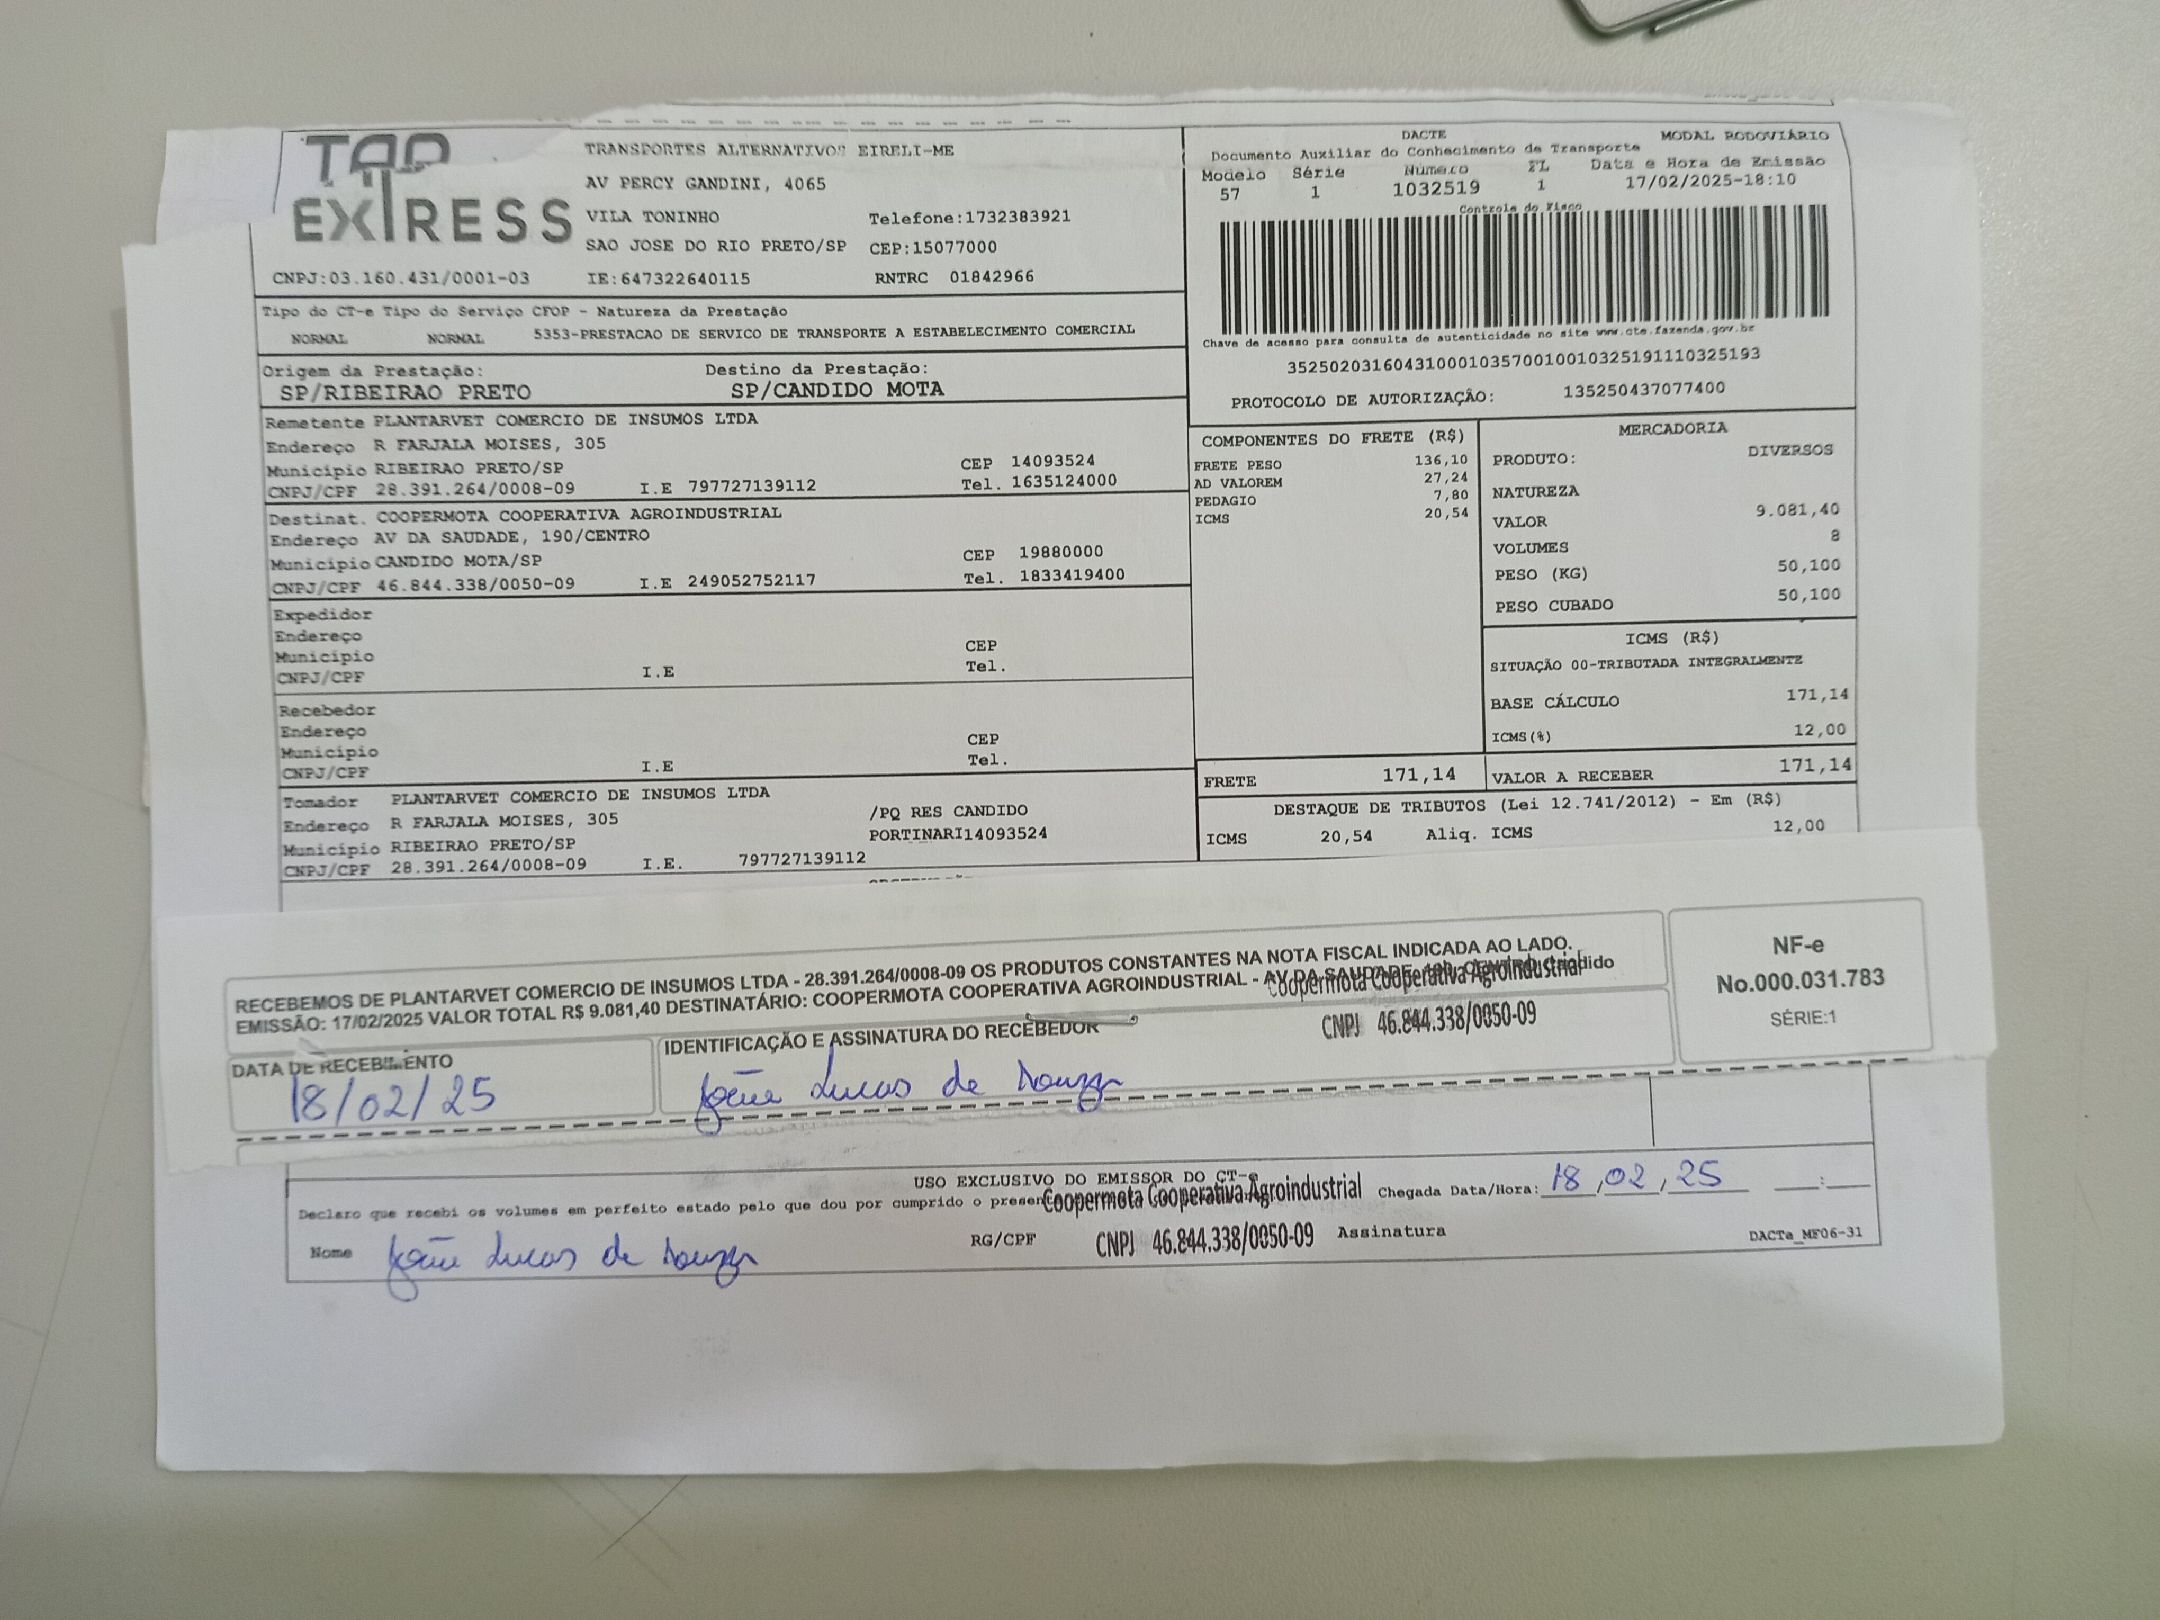 TAP
EXPRESS
TRANSPORTES ALTERNATIVOS EIRELI-ME
AV PERCY GANDINI, 4065
VILA TONINHO Telefone:1732383921
SAO JOSE DO RIO PRETO/SP CEP:15077000
CNPJ:03.160.431/0001-03 IE:647322640115 RNTRC 01842966
DACTE MODAL RODOVIÁRIO
Documento Auxiliar do Conhecimento de Transporte
Modelo Série Número FL Data e Hora de Emissão
57 1 1032519 1 17/02/2025-18:10
Controle do Fisco
Chave de acesso para consulta de autenticidade no site www.cte.fazenda.gov.br
35250203160431000103570010010325191110325193
PROTOCOLO DE AUTORIZAÇÃO: 135250437077400
Tipo do CT-e Tipo do Serviço CFOP - Natureza da Prestação
NORMAL NORMAL 5353-PRESTACAO DE SERVICO DE TRANSPORTE A ESTABELECIMENTO COMERCIAL
Origem da Prestação: Destino da Prestação:
SP/RIBEIRAO PRETO SP/CANDIDO MOTA
Remetente PLANTARVET COMERCIO DE INSUMOS LTDA
Endereço R FARJALA MOISES, 305
Município RIBEIRAO PRETO/SP CEP 14093524
CNPJ/CPF 28.391.264/0008-09 I.E 797727139112 Tel. 1635124000
Destinat. COOPERMOTA COOPERATIVA AGROINDUSTRIAL
Endereço AV DA SAUDADE, 190/CENTRO
Município CANDIDO MOTA/SP CEP 19880000
CNPJ/CPF 46.844.338/0050-09 I.E 249052752117 Tel. 1833419400
Expedidor
Endereço
Município CEP
CNPJ/CPF I.E Tel.
Recebedor
Endereço
Município CEP
CNPJ/CPF I.E Tel.
Tomador PLANTARVET COMERCIO DE INSUMOS LTDA
Endereço R FARJALA MOISES, 305 /PQ RES CANDIDO
Município RIBEIRAO PRETO/SP PORTINARI14093524
CNPJ/CPF 28.391.264/0008-09 I.E. 797727139112
COMPONENTES DO FRETE (R$)
FRETE PESO 136,10
AD VALOREM 27,24
PEDAGIO 7,80
ICMS 20,54
MERCADORIA
PRODUTO: DIVERSOS
NATUREZA
VALOR 9.081,40
VOLUMES 8
PESO (KG) 50,100
PESO CUBADO 50,100
ICMS (R$)
SITUAÇÃO 00-TRIBUTADA INTEGRALMENTE
BASE CÁLCULO 171,14
ICMS(%) 12,00
FRETE 171,14 VALOR A RECEBER 171,14
DESTAQUE DE TRIBUTOS (Lei 12.741/2012) - Em (R$)
ICMS 20,54 Aliq. ICMS 12,00
RECEBEMOS DE PLANTARVET COMERCIO DE INSUMOS LTDA - 28.391.264/0008-09 OS PRODUTOS CONSTANTES NA NOTA FISCAL INDICADA AO LADO.
EMISSÃO: 17/02/2025 VALOR TOTAL R$ 9.081,40 DESTINATÁRIO: COOPERMOTA COOPERATIVA AGROINDUSTRIAL - AV DA SAUDADE
Coopermota Cooperativa Agroindustrial
CNPJ 46.844.338/0050-09
NF-e
No.000.031.783
SÉRIE:1
DATA DE RECEBIMENTO IDENTIFICAÇÃO E ASSINATURA DO RECEBEDOR
18/02/25 João Lucas de Souza
USO EXCLUSIVO DO EMISSOR DO CT-e
Declaro que recebi os volumes em perfeito estado pelo que dou por cumprido o present
Coopermota Cooperativa Agroindustrial
Chegada Data/Hora: 18,02,25 :
Nome João Lucas de Souza RG/CPF CNPJ 46.844.338/0050-09 Assinatura
DACTe_MF06-31